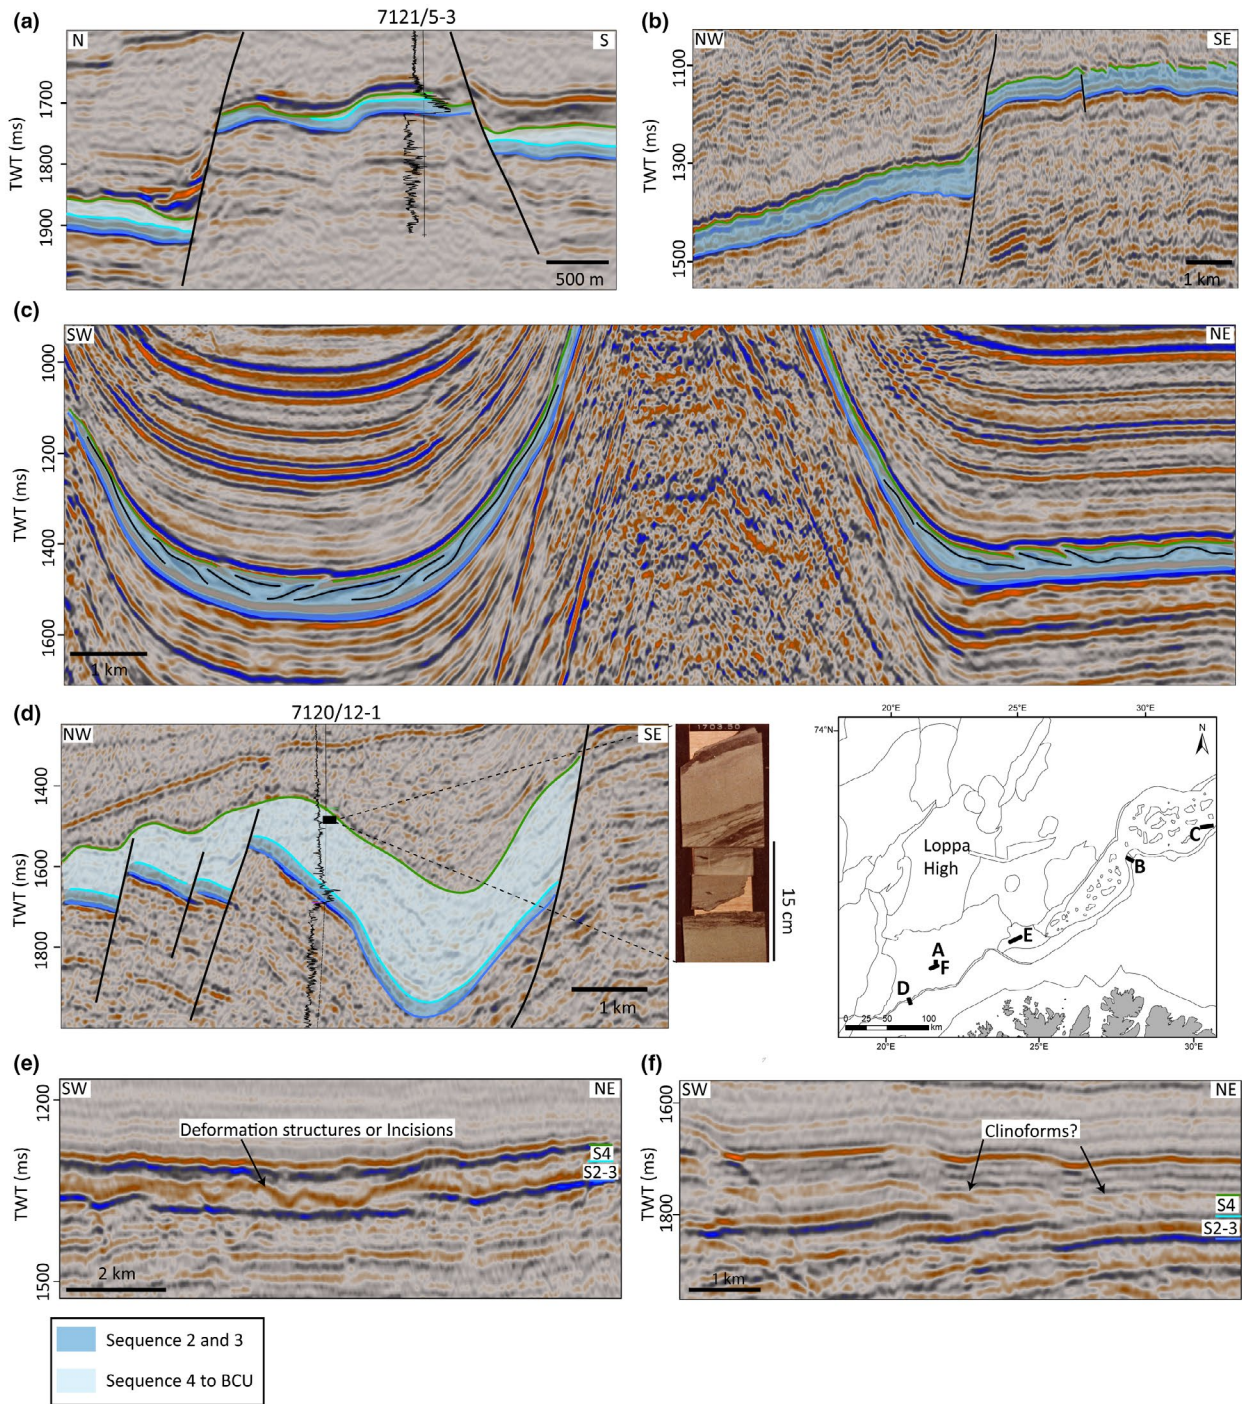 (a)
7121/5-3
N
S
TWT (ms)
1700
1800
1900
500 m
(b)
NW
SE
TWT (ms)
1100
1300
1500
1 km
(c)
SW
NE
TWT (ms)
1000
1200
1400
1600
1 km
(d)
7120/12-1
NW
SE
TWT (ms)
1400
1600
1800
1 km
15 cm
20°E
25°E
30°E
74°N
N
Loppa
High
C
B
E
A
F
D
0 25 50 100
km
20°E
25°E
30°E
(e)
SW
NE
TWT (ms)
1200
1500
Deformation structures or Incisions
S4
S2-3
2 km
(f)
SW
NE
TWT (ms)
1600
1800
Clinoforms?
S4
S2-3
1 km
Sequence 2 and 3
Sequence 4 to BCU